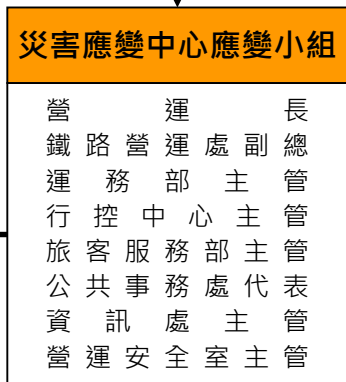 災害應變中心應變小組
營運長
鐵路營運處副總
運務部主管
行控中心主管
旅客服務部主管
公共事務處代表
資訊處主管
營運安全室主管